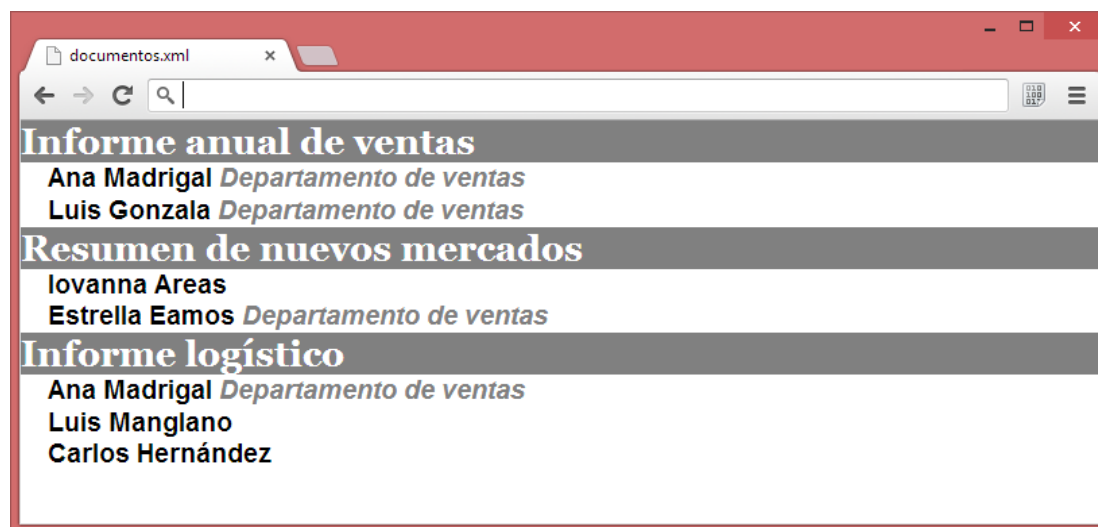 documentos.xml
Informe anual de ventas
Ana Madrigal Departamento de ventas
Luis Gonzala Departamento de ventas
Resumen de nuevos mercados
Iovanna Areas
Estrella Eamos Departamento de ventas
Informe logístico
Ana Madrigal Departamento de ventas
Luis Manglano
Carlos Hernández